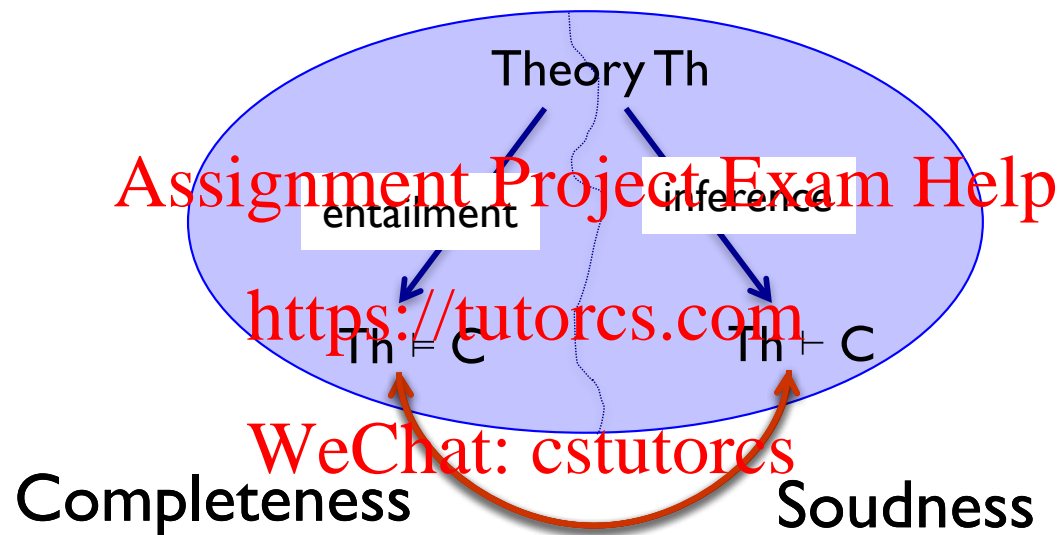 Theory Th
Assignment Project Exam Help
entailment
inference
https://tutorcs.com
Th ⊨ C
Th ⊢ C
WeChat: cstutorcs
Completeness
Soudness